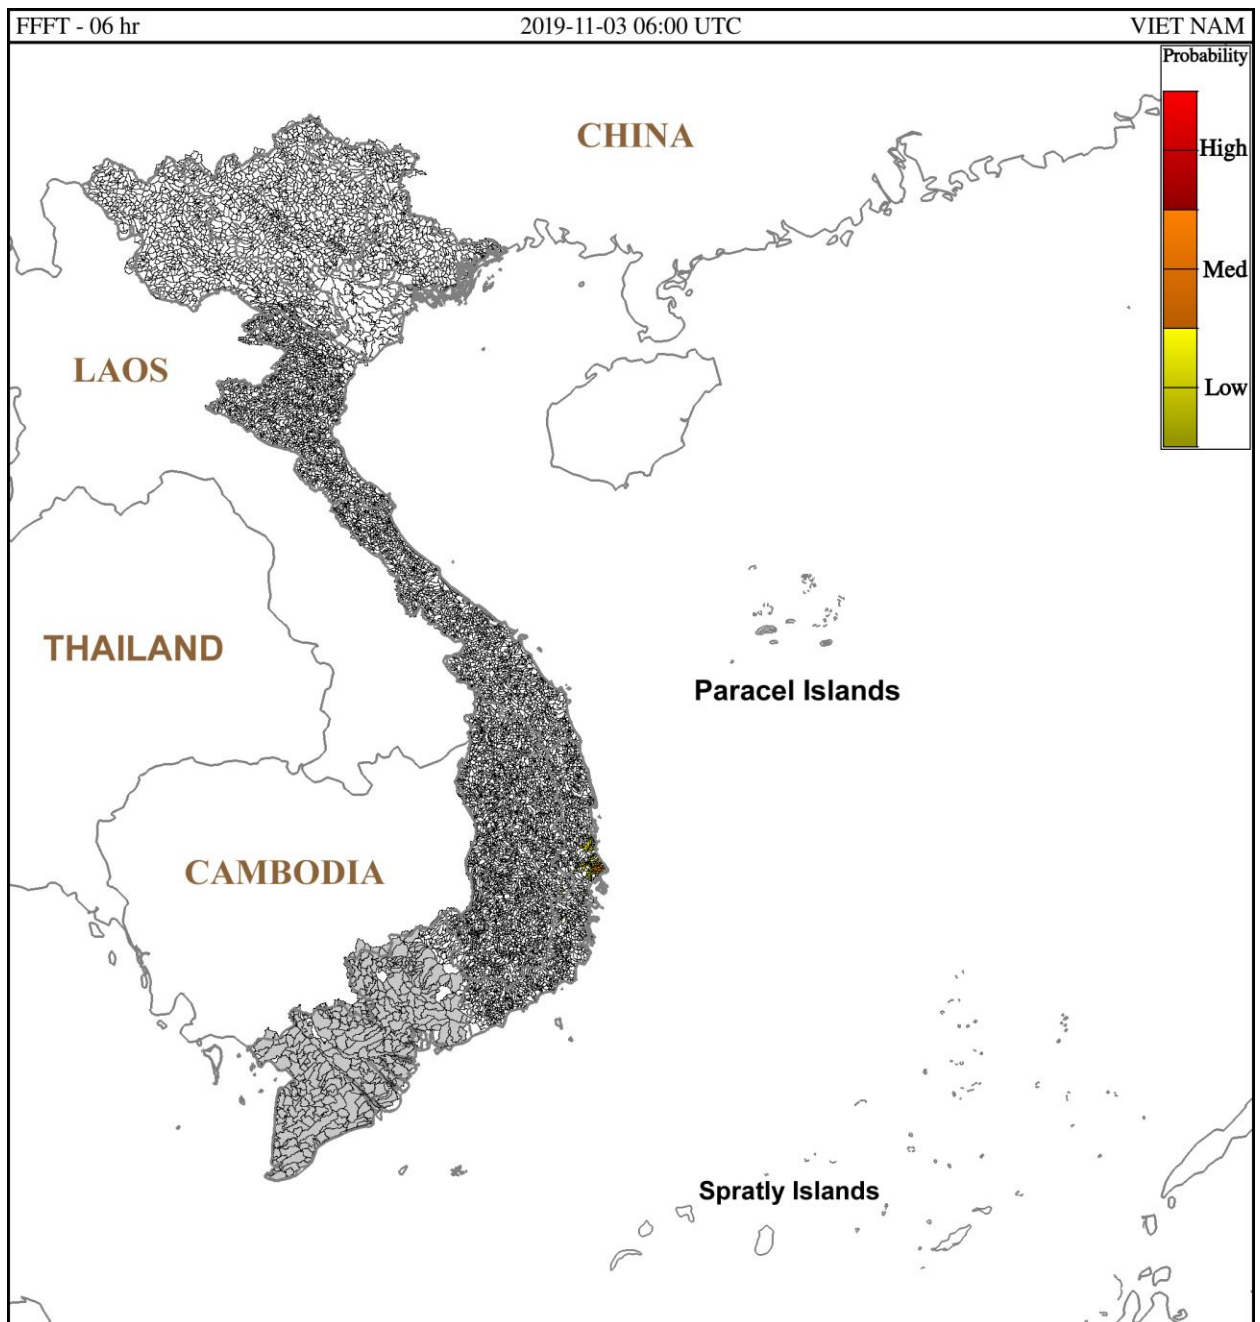 FFFT - 06 hr
2019-11-03 06:00 UTC
VIET NAM
Probability
CHINA
High
Med
LAOS
Low
THAILAND
Paracel Islands
CAMBODIA
Spratly Islands